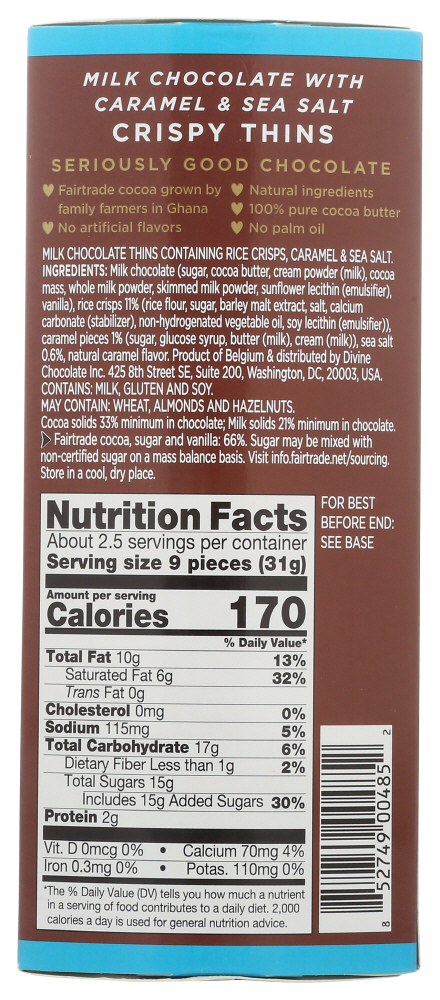 MILK CHOCOLATE WITH
CARAMEL & SEA SALT
CRISPY THINS
SERIOUSLY GOOD CHOCOLATE
Fairtrade cocoa grown by
family farmers in Ghana
No artificial flavors
Natural ingredients
100% pure cocoa butter
No palm oil
MILK CHOCOLATE THINS CONTAINING RICE CRISPS, CARAMEL & SEA SALT.
INGREDIENTS: Milk chocolate (sugar, cocoa butter, cream powder (milk), cocoa
mass, whole milk powder, skimmed milk powder, sunflower lecithin (emulsifier),
vanilla), rice crisps 11% (rice flour, sugar, barley malt extract, salt, calcium
carbonate (stabilizer), non-hydrogenated vegetable oil, soy lecithin (emulsifier)),
caramel pieces 1% (sugar, glucose syrup, butter (milk), cream (milk)), sea salt
0.6%, natural caramel flavor. Product of Belgium & distributed by Divine
Chocolate Inc. 425 8th Street SE, Suite 200, Washington, DC, 20003, USA.
CONTAINS: MILK, GLUTEN AND SOY.
MAY CONTAIN: WHEAT, ALMONDS AND HAZELNUTS.
Cocoa solids 33% minimum in chocolate; Milk solids 21% minimum in chocolate.
Fairtrade cocoa, sugar and vanilla: 66%. Sugar may be mixed with
non-certified sugar on a mass balance basis. Visit info.fairtrade.net/sourcing.
Store in a cool, dry place.
FOR BEST
BEFORE END:
SEE BASE
Nutrition Facts
About 2.5 servings per container
Serving size 9 pieces (31g)
Amount per serving
Calories 170
% Daily Value*
Total Fat 10g 13%
Saturated Fat 6g 32%
Trans Fat 0g
Cholesterol 0mg 0%
Sodium 115mg 5%
Total Carbohydrate 17g 6%
Dietary Fiber Less than 1g 2%
Total Sugars 15g
Includes 15g Added Sugars 30%
Protein 2g
Vit. D 0mcg 0% • Calcium 70mg 4%
Iron 0.3mg 0% • Potas. 110mg 0%
*The % Daily Value (DV) tells you how much a nutrient
in a serving of food contributes to a daily diet. 2,000
calories a day is used for general nutrition advice.
8 52749 00485 2